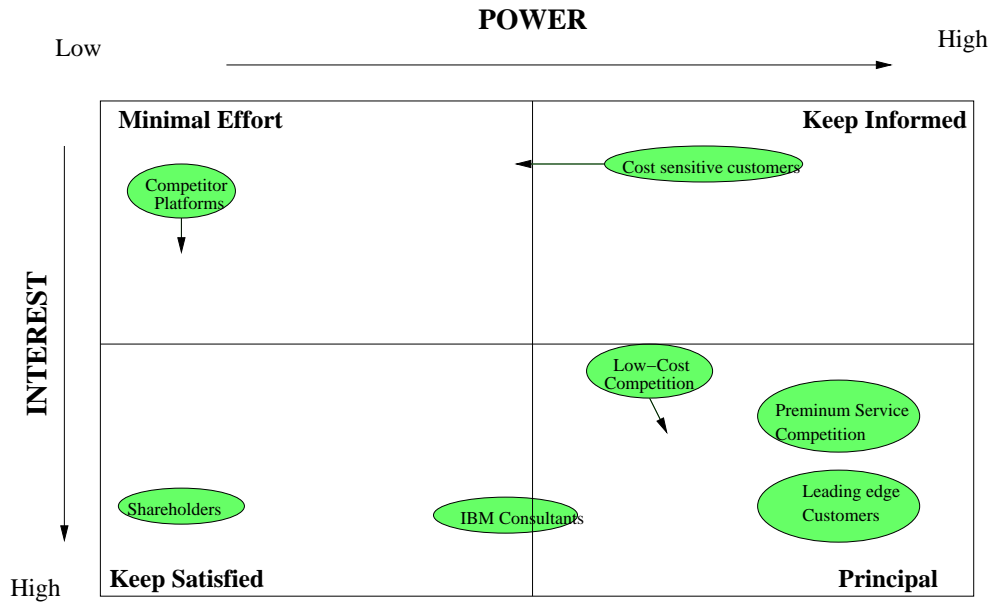 POWER
Low
High
Minimal Effort
Keep Informed
Cost sensitive customers
Competitor
Platforms
INTEREST
Low−Cost
Competition
Preminum Service
Competition
Shareholders
IBM Consultants
Leading edge
Customers
High
Keep Satisfied
Principal